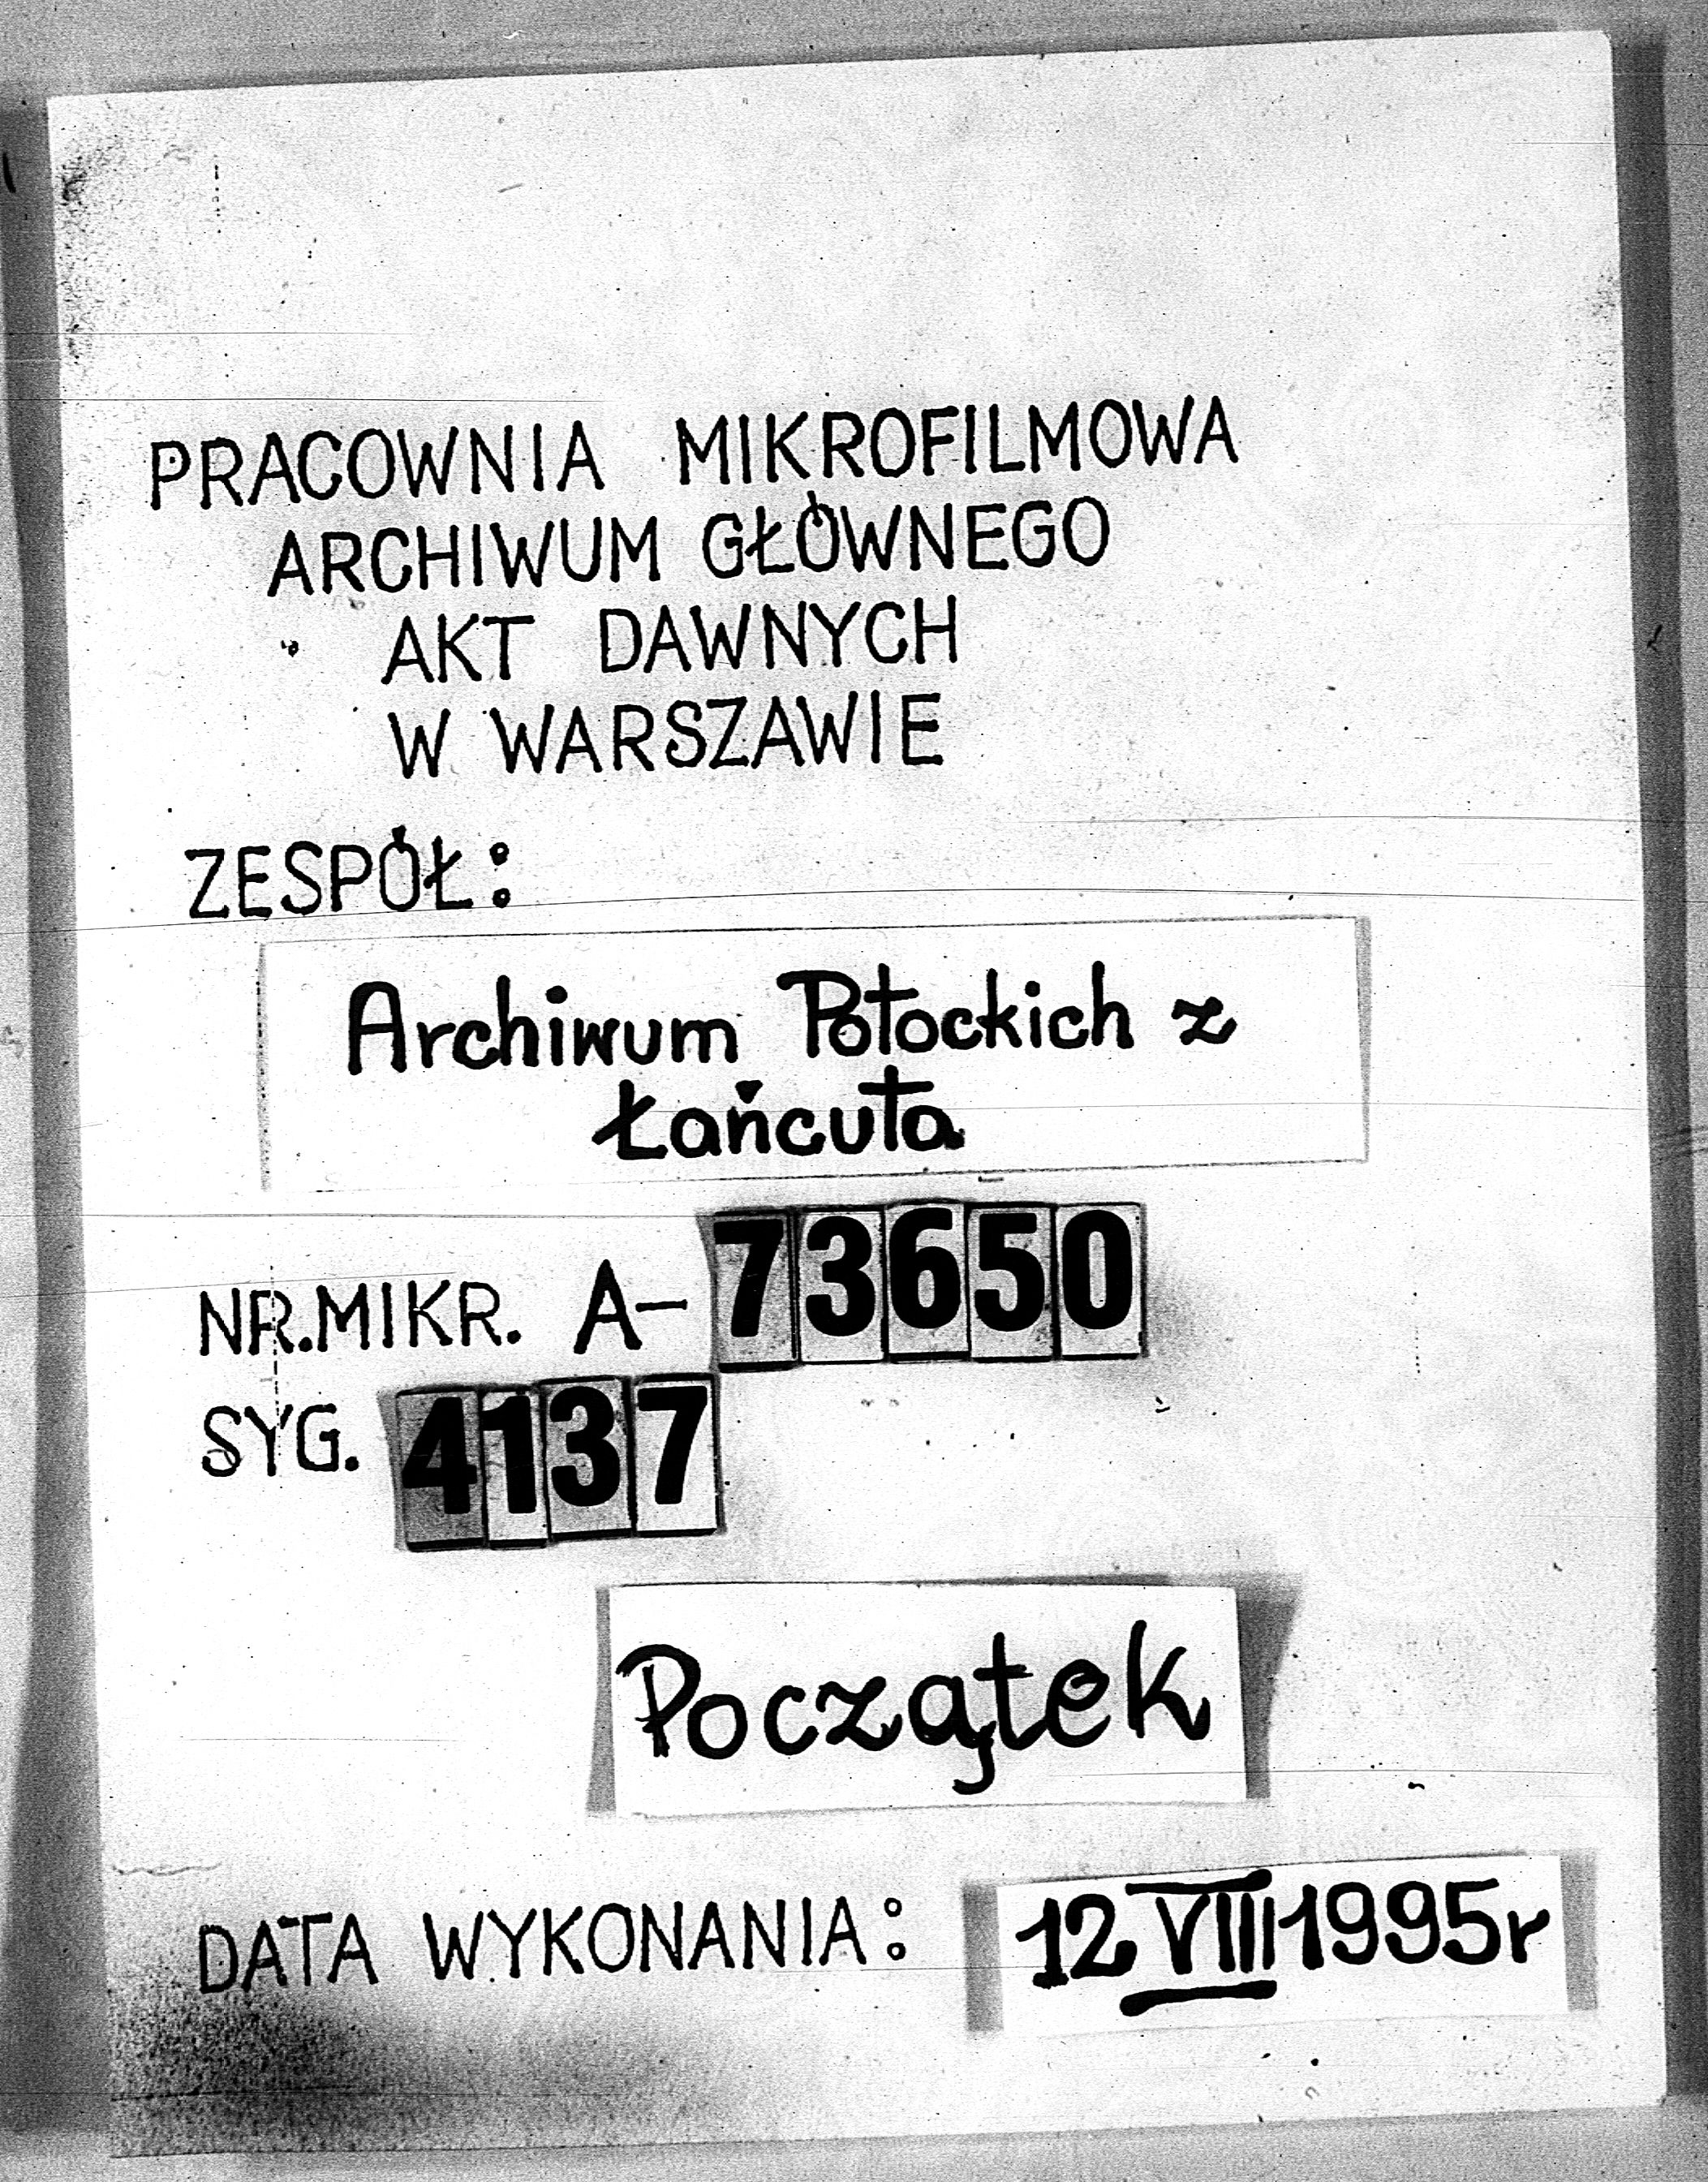 PRACOWNIA MIKROFILMOWA
ARCHIWUM GŁÓWNEGO
AKT DAWNYCH
W WARSZAWIE
ZESPÓŁ:
Archiwum Potockich z
Łańcuta
NR.MIKR. A-73650
SYG. 4137
Początek
DATA WYKONANIA: 12 VIII 1995r